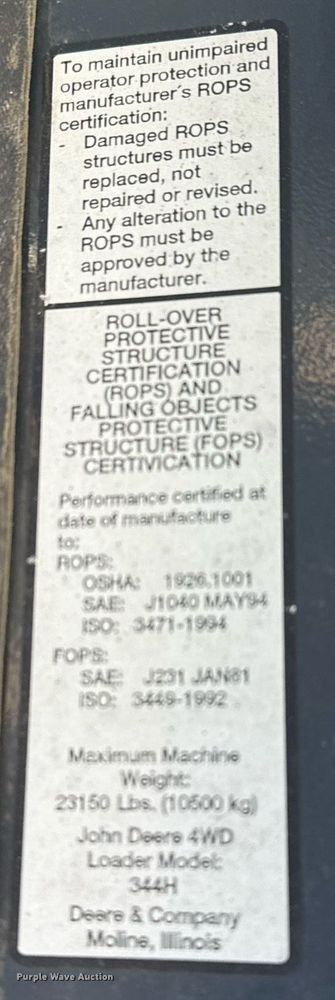 To maintain unimpaired
operator protection and
manufacturer's ROPS
certification:
- Damaged ROPS
structures must be
replaced, not
repaired or revised.
- Any alteration to the
ROPS must be
approved by the
manufacturer.
ROLL-OVER
PROTECTIVE
STRUCTURE
CERTIFICATION
(ROPS) AND
FALLING OBJECTS
PROTECTIVE
STRUCTURE (FOPS)
CERTIVICATION
Performance certified at
date of manufacture
to:
ROPS:
OSHA: 1926.1001
SAE: J1040 MAY94
ISO: 3471-1994
FOPS:
SAE: J231 JAN81
ISO: 3449-1992
Maximum Machine
Weight:
23150 Lbs. (10500 kg)
John Deere 4WD
Loader Model:
344H
Deere & Company
Moline, Illinois
Purple Wave Auction